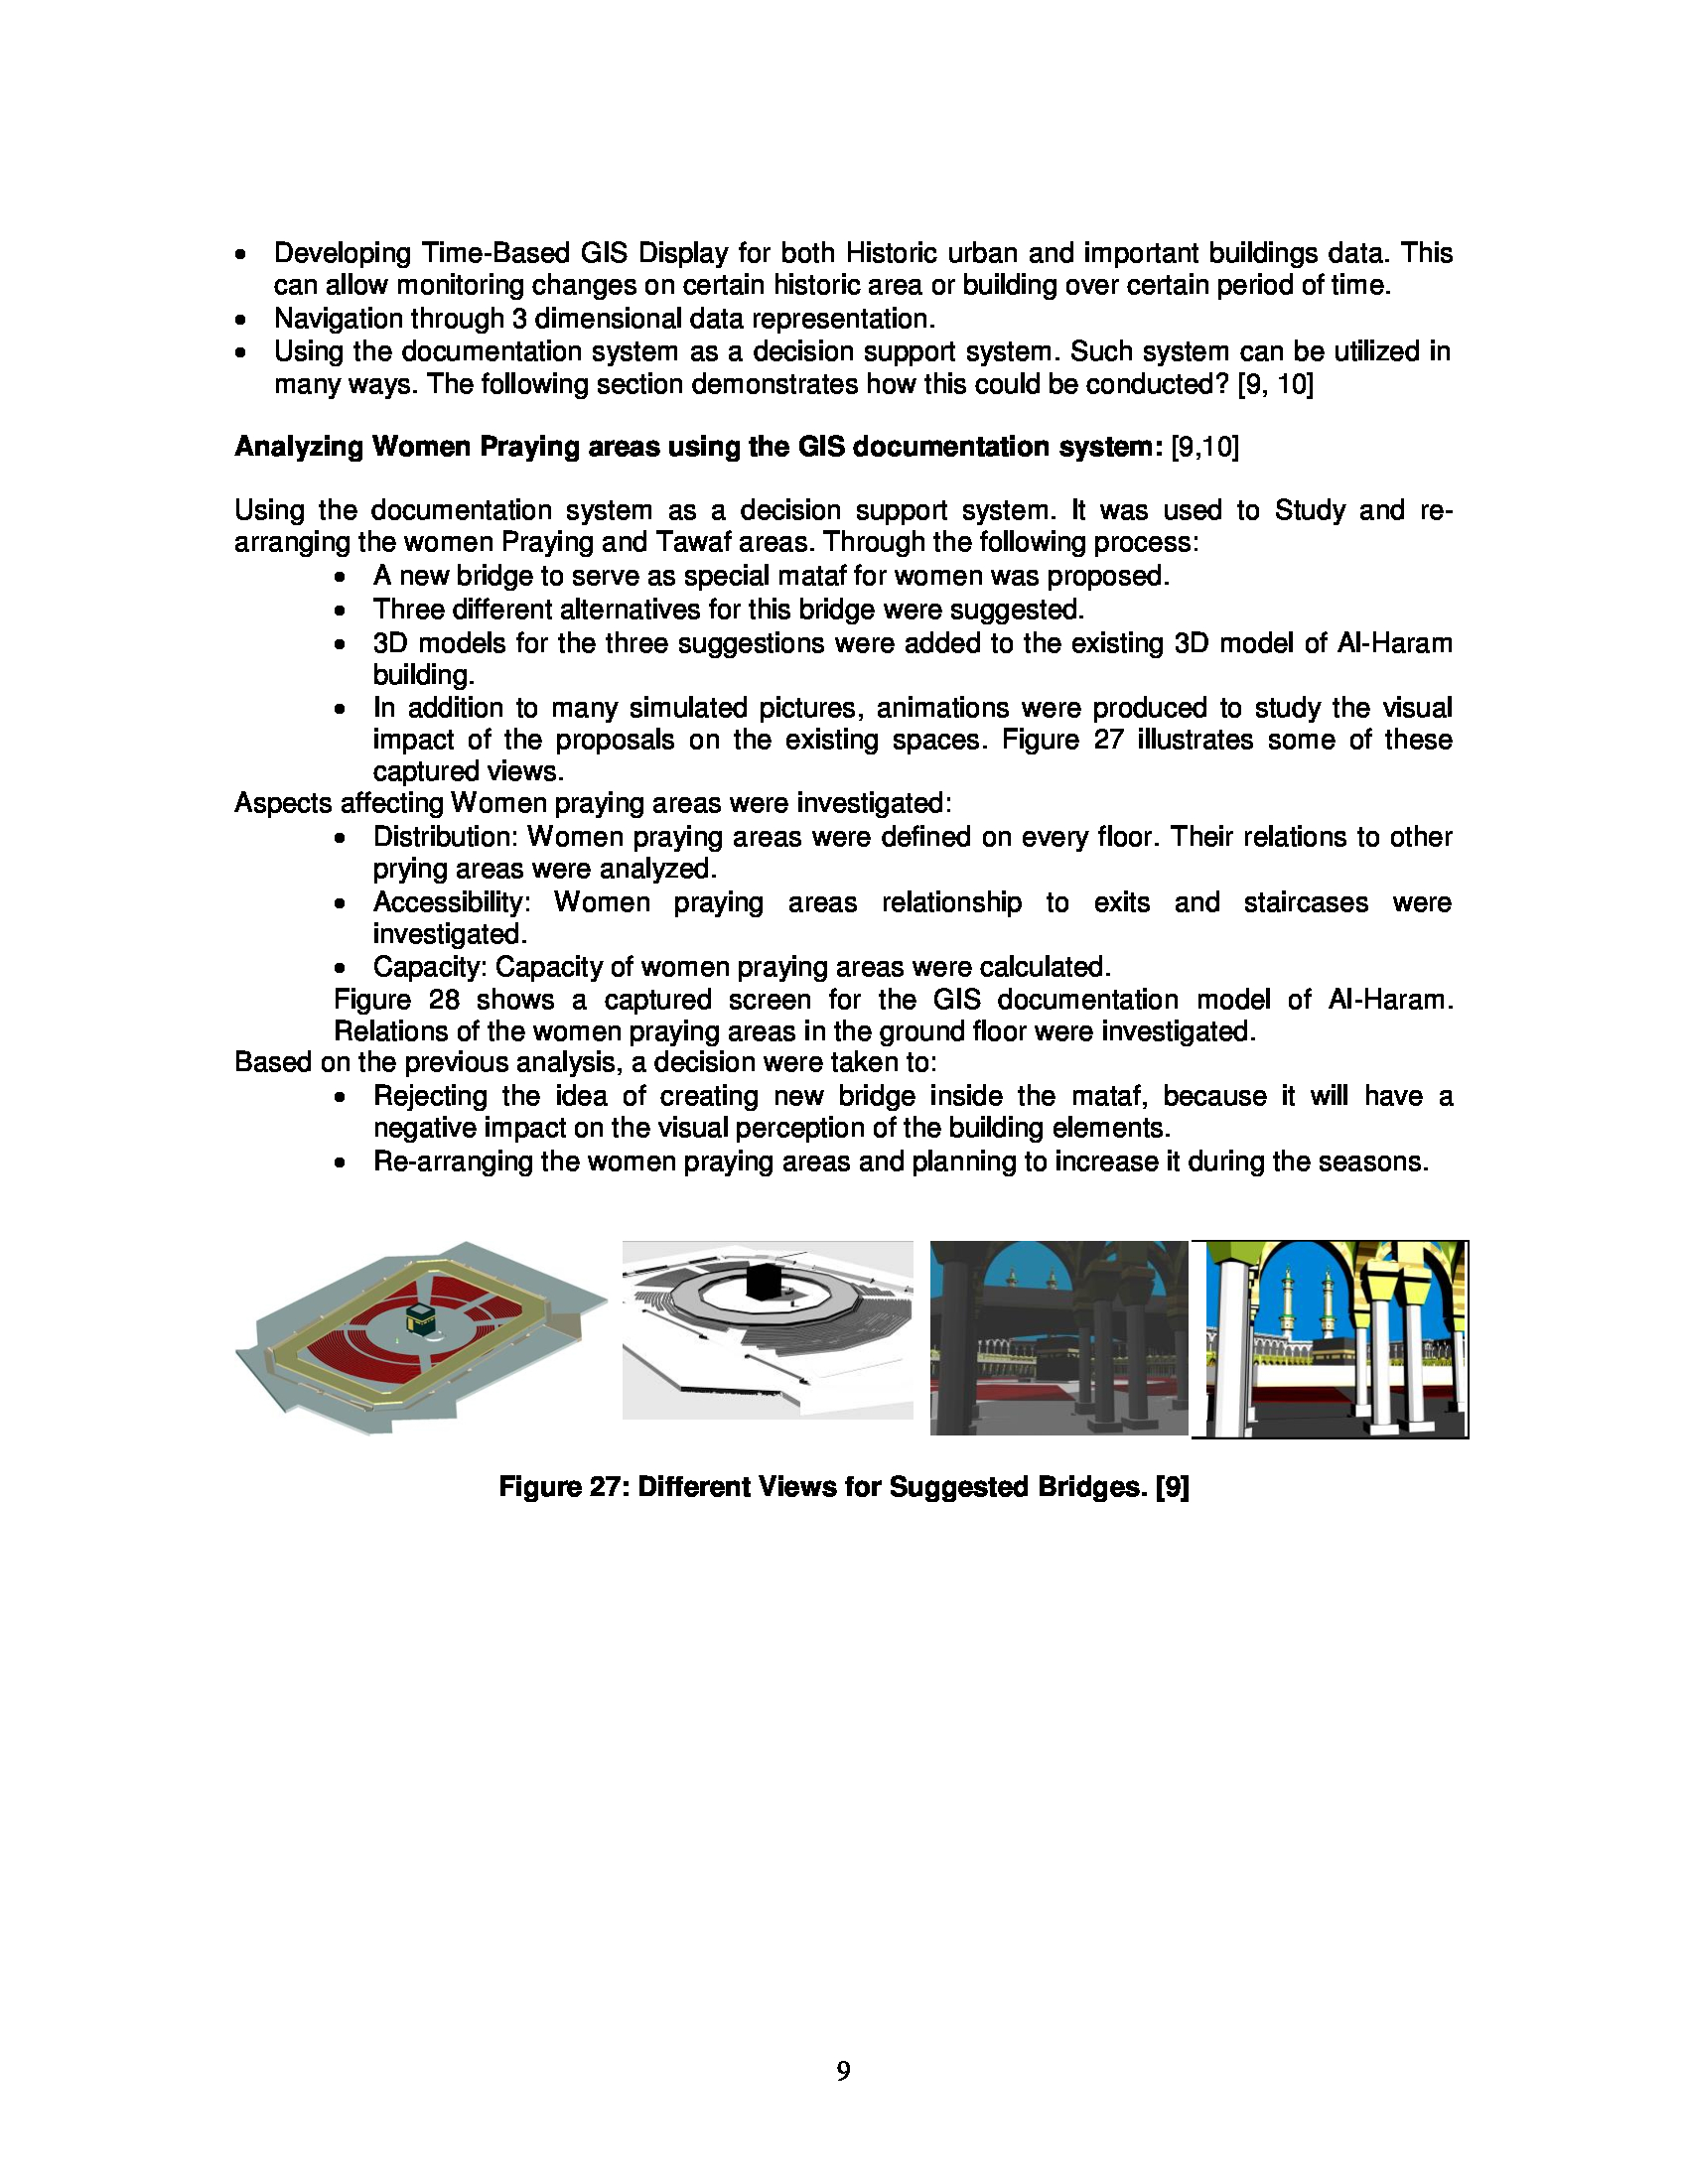 • Developing Time-Based GIS Display for both Historic urban and important buildings data. This
can allow monitoring changes on certain historic area or building over certain period of time.
• Navigation through 3 dimensional data representation.
• Using the documentation system as a decision support system. Such system can be utilized in
many ways. The following section demonstrates how this could be conducted? [9, 10]
Analyzing Women Praying areas using the GIS documentation system: [9,10]
Using the documentation system as a decision support system. It was used to Study and re-
arranging the women Praying and Tawaf areas. Through the following process:
• A new bridge to serve as special mataf for women was proposed.
• Three different alternatives for this bridge were suggested.
• 3D models for the three suggestions were added to the existing 3D model of Al-Haram
building.
• In addition to many simulated pictures, animations were produced to study the visual
impact of the proposals on the existing spaces. Figure 27 illustrates some of these
captured views.
Aspects affecting Women praying areas were investigated:
• Distribution: Women praying areas were defined on every floor. Their relations to other
prying areas were analyzed.
• Accessibility: Women praying areas relationship to exits and staircases were
investigated.
• Capacity: Capacity of women praying areas were calculated.
Figure 28 shows a captured screen for the GIS documentation model of Al-Haram.
Relations of the women praying areas in the ground floor were investigated.
Based on the previous analysis, a decision were taken to:
• Rejecting the idea of creating new bridge inside the mataf, because it will have a
negative impact on the visual perception of the building elements.
• Re-arranging the women praying areas and planning to increase it during the seasons.
Figure 27: Different Views for Suggested Bridges. [9]
9